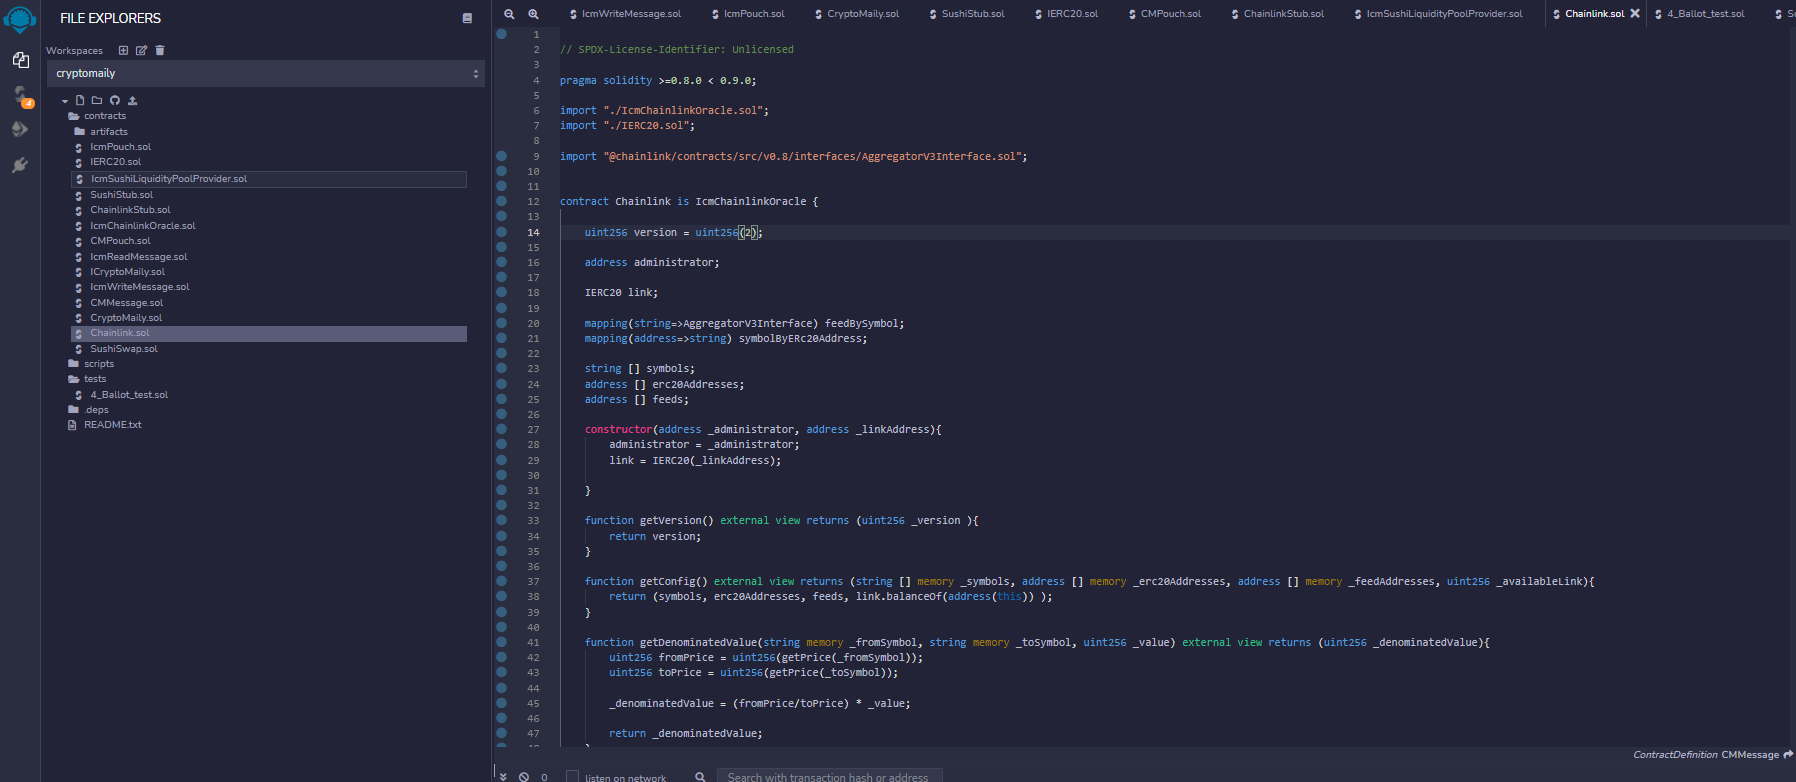 FILE EXPLORERS
Workspaces
cryptomaily
4
contracts
artifacts
IcmPouch.sol
IERC20.sol
IcmSushiLiquidityPoolProvider.sol
SushiStub.sol
ChainlinkStub.sol
IcmChainlinkOracle.sol
CMPouch.sol
IcmReadMessage.sol
ICryptoMaily.sol
IcmWriteMessage.sol
CMMessage.sol
CryptoMaily.sol
Chainlink.sol
SushiSwap.sol
scripts
tests
4_Ballot_test.sol
.deps
README.txt
IcmWriteMessage.sol IcmPouch.sol CryptoMaily.sol SushiStub.sol IERC20.sol CMPouch.sol ChainlinkStub.sol IcmSushiLiquidityPoolProvider.sol Chainlink.sol 4_Ballot_test.sol
1
2 // SPDX-License-Identifier: Unlicensed
3
4 pragma solidity >=0.8.0 < 0.9.0;
5
6 import "./IcmChainlinkOracle.sol";
7 import "./IERC20.sol";
8
9 import "@chainlink/contracts/src/v0.8/interfaces/AggregatorV3Interface.sol";
10
11
12 contract Chainlink is IcmChainlinkOracle {
13
14 uint256 version = uint256(2);
15
16 address administrator;
17
18 IERC20 link;
19
20 mapping(string=>AggregatorV3Interface) feedBySymbol;
21 mapping(address=>string) symbolByERc20Address;
22
23 string [] symbols;
24 address [] erc20Addresses;
25 address [] feeds;
26
27 constructor(address _administrator, address _linkAddress){
28 administrator = _administrator;
29 link = IERC20(_linkAddress);
30
31 }
32
33 function getVersion() external view returns (uint256 _version ){
34 return version;
35 }
36
37 function getConfig() external view returns (string [] memory _symbols, address [] memory _erc20Addresses, address [] memory _feedAddresses, uint256 _availableLink){
38 return (symbols, erc20Addresses, feeds, link.balanceOf(address(this)) );
39 }
40
41 function getDenominatedValue(string memory _fromSymbol, string memory _toSymbol, uint256 _value) external view returns (uint256 _denominatedValue){
42 uint256 fromPrice = uint256(getPrice(_fromSymbol));
43 uint256 toPrice = uint256(getPrice(_toSymbol));
44
45 _denominatedValue = (fromPrice/toPrice) * _value;
46
47 return _denominatedValue;
ContractDefinition CMMessage
0 listen on network Search with transaction hash or address